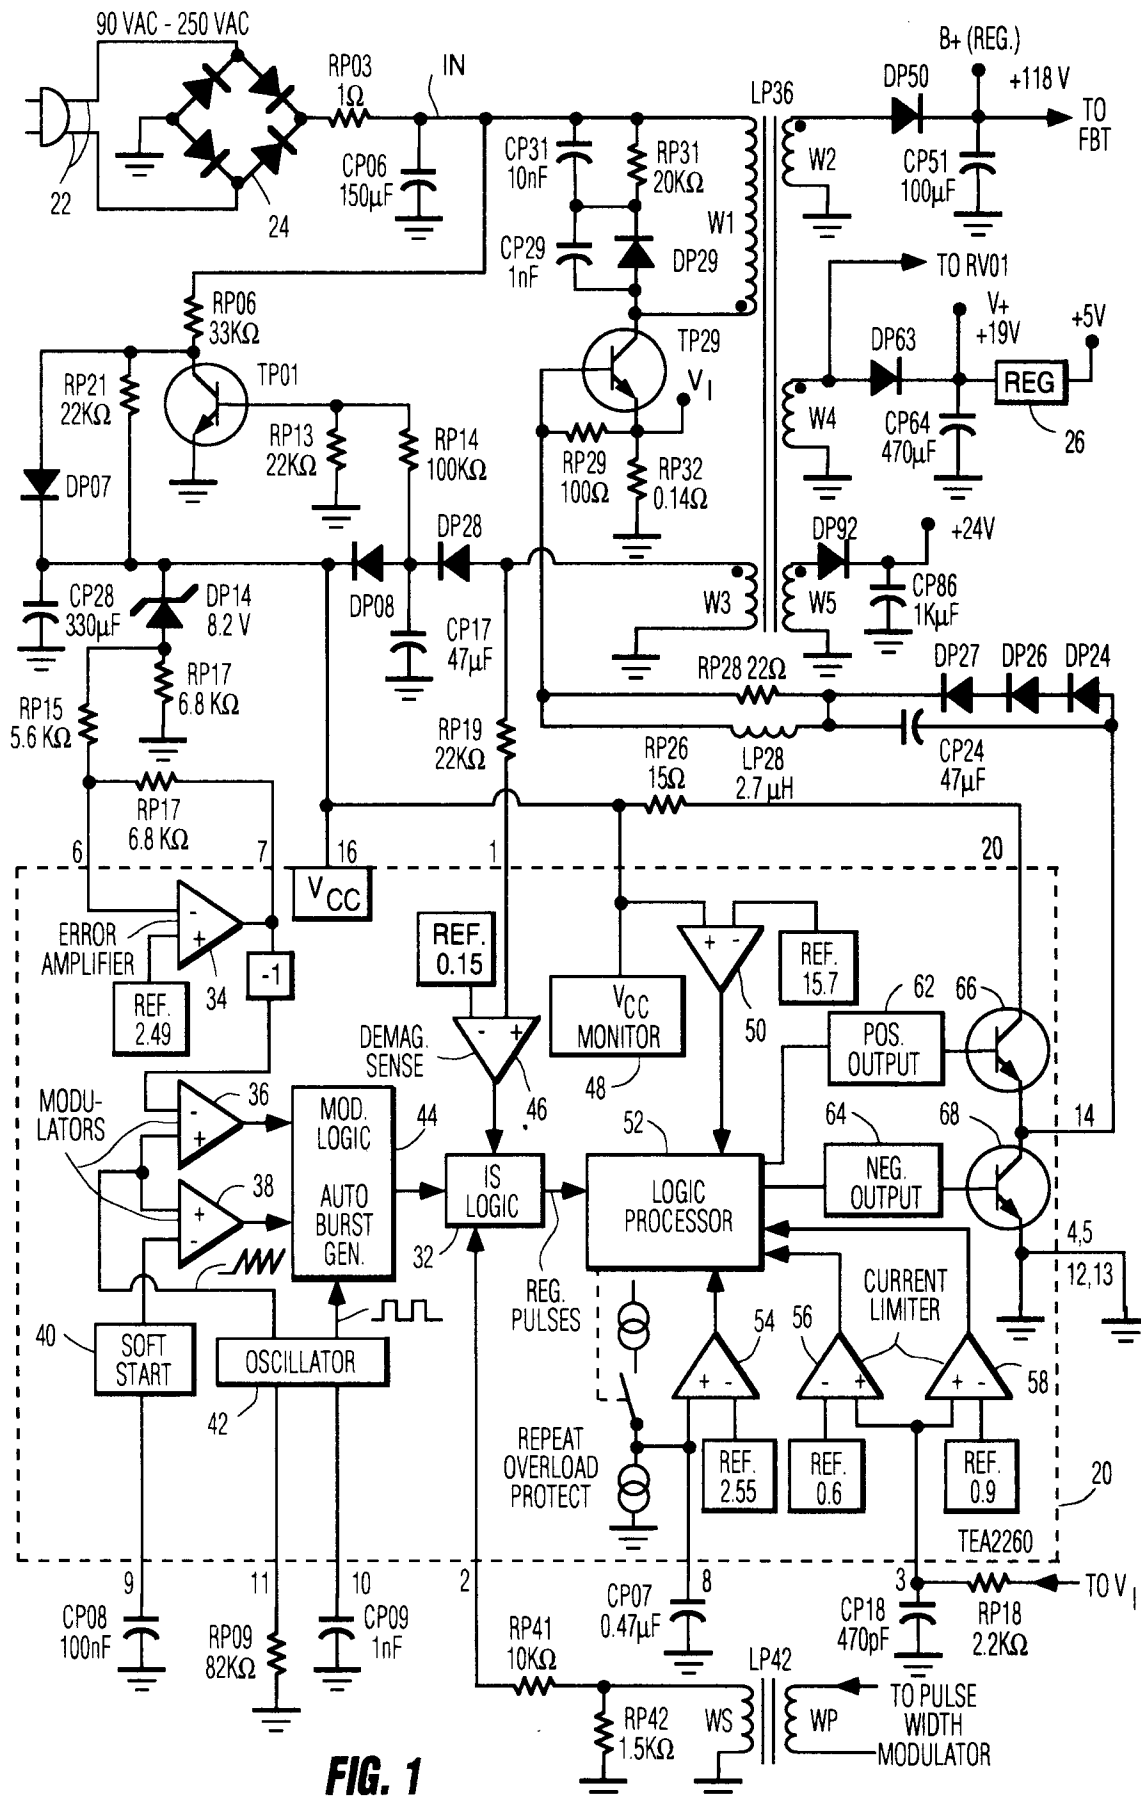 90 VAC - 250 VAC
22
24
RP03
1Ω
IN
CP06
150µF
CP31
10nF
RP31
20KΩ
CP29
1nF
DP29
W1
LP36
W2
DP50
B+ (REG.)
+118 V
TO
FBT
CP51
100µF
TO RV01
V+
+19V
+5V
DP63
REG
26
W4
CP64
470µF
RP06
33KΩ
RP21
22KΩ
TP01
RP13
22KΩ
RP14
100KΩ
TP29
VI
RP29
100Ω
RP32
0.14Ω
DP07
DP28
DP08
DP92
+24V
W3
W5
CP86
1KµF
CP28
330µF
DP14
8.2 V
CP17
47µF
RP17
6.8 KΩ
RP15
5.6 KΩ
RP19
22KΩ
RP28 22Ω
DP27
DP26
DP24
LP28
2.7 µH
CP24
47µF
RP26
15Ω
RP17
6.8 KΩ
6
7
16
1
20
VCC
ERROR
AMPLIFIER
-
+
34
-1
REF.
2.49
REF.
0.15
DEMAG.
SENSE
-
+
46
VCC
MONITOR
48
+
-
50
REF.
15.7
62
POS.
OUTPUT
66
64
NEG.
OUTPUT
68
14
4,5
12,13
MODU-
LATORS
-
+
36
+
-
38
MOD.
LOGIC
AUTO
BURST
GEN.
44
IS
LOGIC
32
REG.
PULSES
52
LOGIC
PROCESSOR
40
SOFT
START
OSCILLATOR
42
CURRENT
LIMITER
54
+
-
56
-
+
58
+
-
REPEAT
OVERLOAD
PROTECT
REF.
2.55
REF.
0.6
REF.
0.9
20
TEA2260
9
11
10
2
8
3
CP08
100nF
RP09
82KΩ
CP09
1nF
CP07
0.47µF
CP18
470pF
RP18
2.2KΩ
TO VI
RP41
10KΩ
RP42
1.5KΩ
LP42
WS
WP
TO PULSE
WIDTH
MODULATOR
FIG. 1